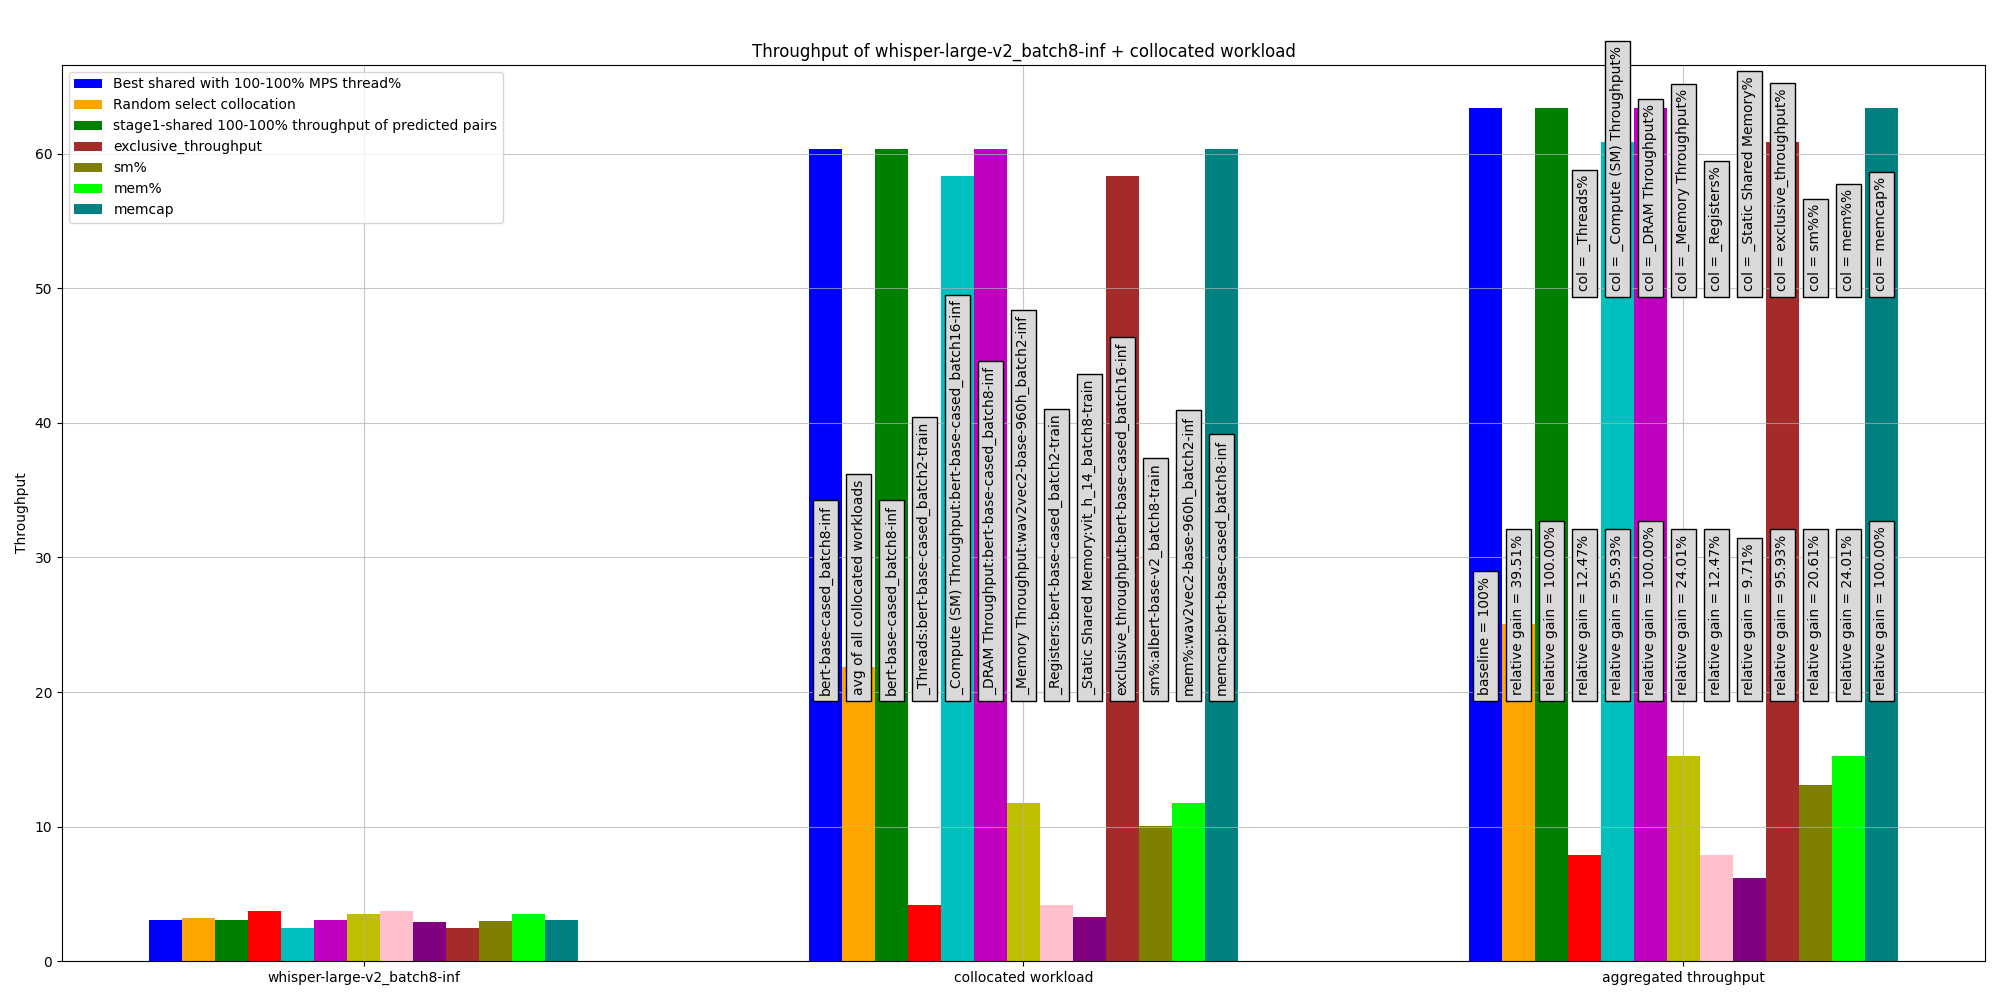 Throughput of whisper-large-v2_batch8-inf + collocated workload
Best shared with 100-100% MPS thread%
Random select collocation
stage1-shared 100-100% throughput of predicted pairs
exclusive_throughput
sm%
mem%
memcap
Throughput
60
50
40
30
20
10
0
bert-base-cased_batch8-inf
avg of all collocated workloads
bert-base-cased_batch8-inf
_Threads:bert-base-cased_batch2-train
_Compute (SM) Throughput:bert-base-cased_batch16-inf
_DRAM Throughput:bert-base-cased_batch8-inf
_Memory Throughput:wav2vec2-base-960h_batch2-inf
_Registers:bert-base-cased_batch2-train
_Static Shared Memory:vit_h_14_batch8-train
exclusive_throughput:bert-base-cased_batch16-inf
sm%:albert-base-v2_batch8-train
mem%:wav2vec2-base-960h_batch2-inf
memcap:bert-base-cased_batch8-inf
col = _Threads%
col = _Compute (SM) Throughput%
col = _DRAM Throughput%
col = _Memory Throughput%
col = _Registers%
col = _Static Shared Memory%
col = exclusive_throughput%
col = sm%%
col = mem%%
col = memcap%
baseline = 100%
relative gain = 39.51%
relative gain = 100.00%
relative gain = 12.47%
relative gain = 95.93%
relative gain = 100.00%
relative gain = 24.01%
relative gain = 12.47%
relative gain = 9.71%
relative gain = 95.93%
relative gain = 20.61%
relative gain = 24.01%
relative gain = 100.00%
whisper-large-v2_batch8-inf
collocated workload
aggregated throughput